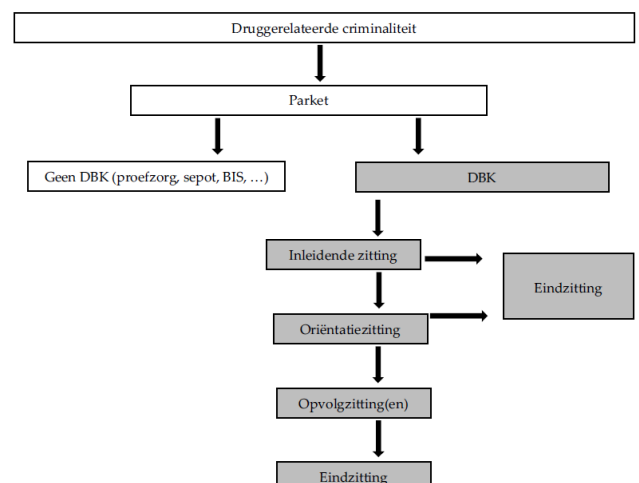 Druggerelateerde criminaliteit
Parket
Geen DBK (proefzorg, sepot, BIS, …)
DBK
Inleidende zitting
Eindzitting
Oriëntatiezitting
Opvolgzitting(en)
Eindzitting